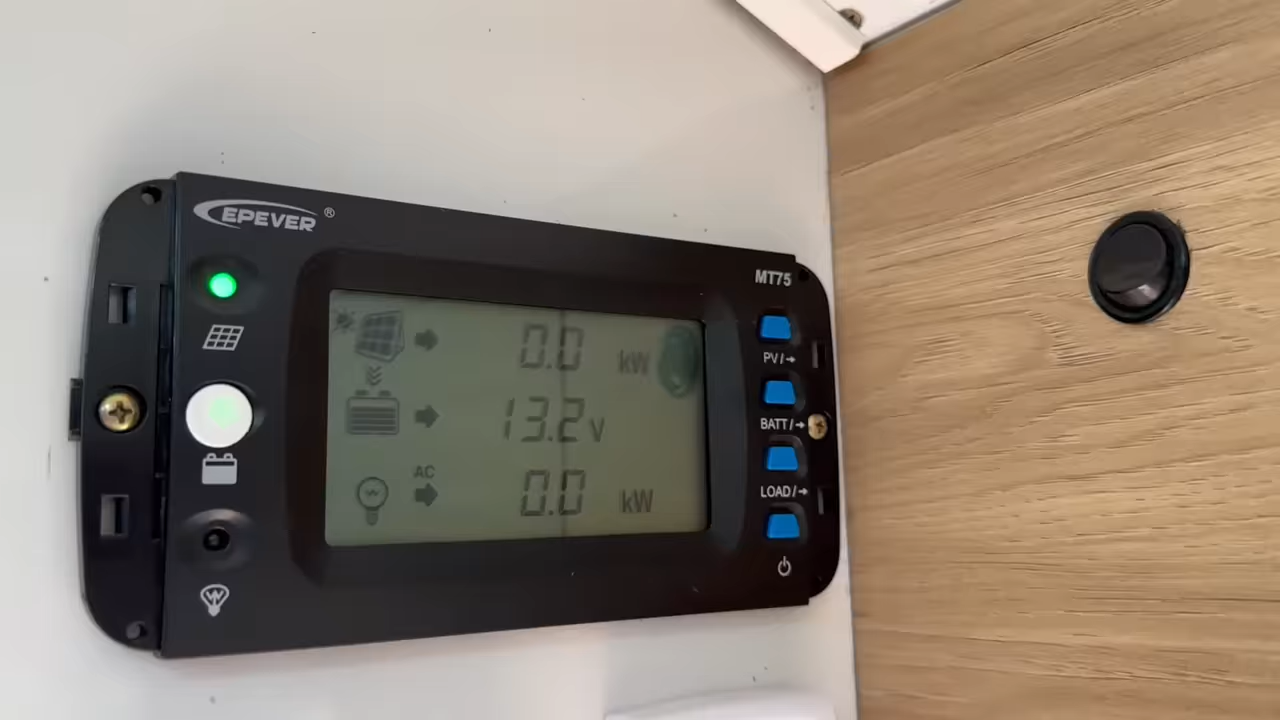 EPEVER®
MT75
0.0 kW
13.2 V
AC
0.0 kW
PV/→
BATT/→
LOAD/→